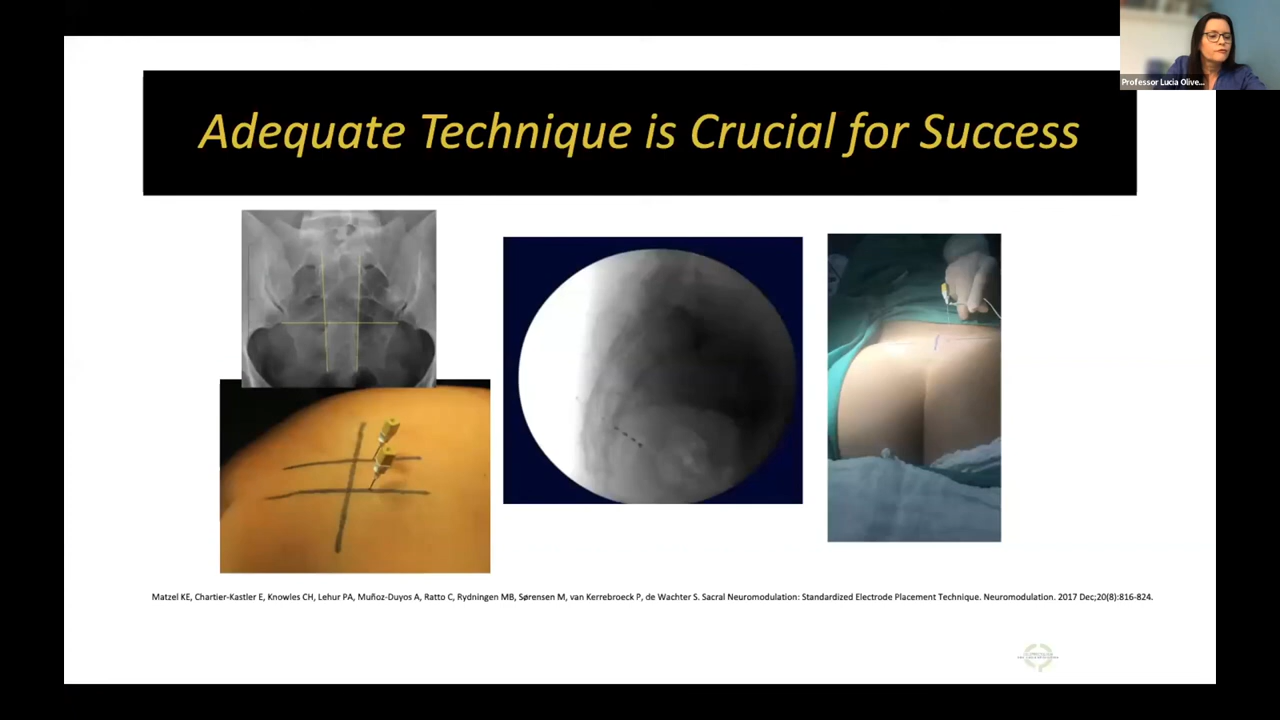 Professor Lucia Olive...
Adequate Technique is Crucial for Success
Matzel KE, Chartier-Kastler E, Knowles CH, Lehur PA, Muñoz-Duyos A, Ratto C, Rydningen MB, Sørensen M, van Kerrebroeck P, de Wachter S. Sacral Neuromodulation: Standardized Electrode Placement Technique. Neuromodulation. 2017 Dec;20(8):816-824.